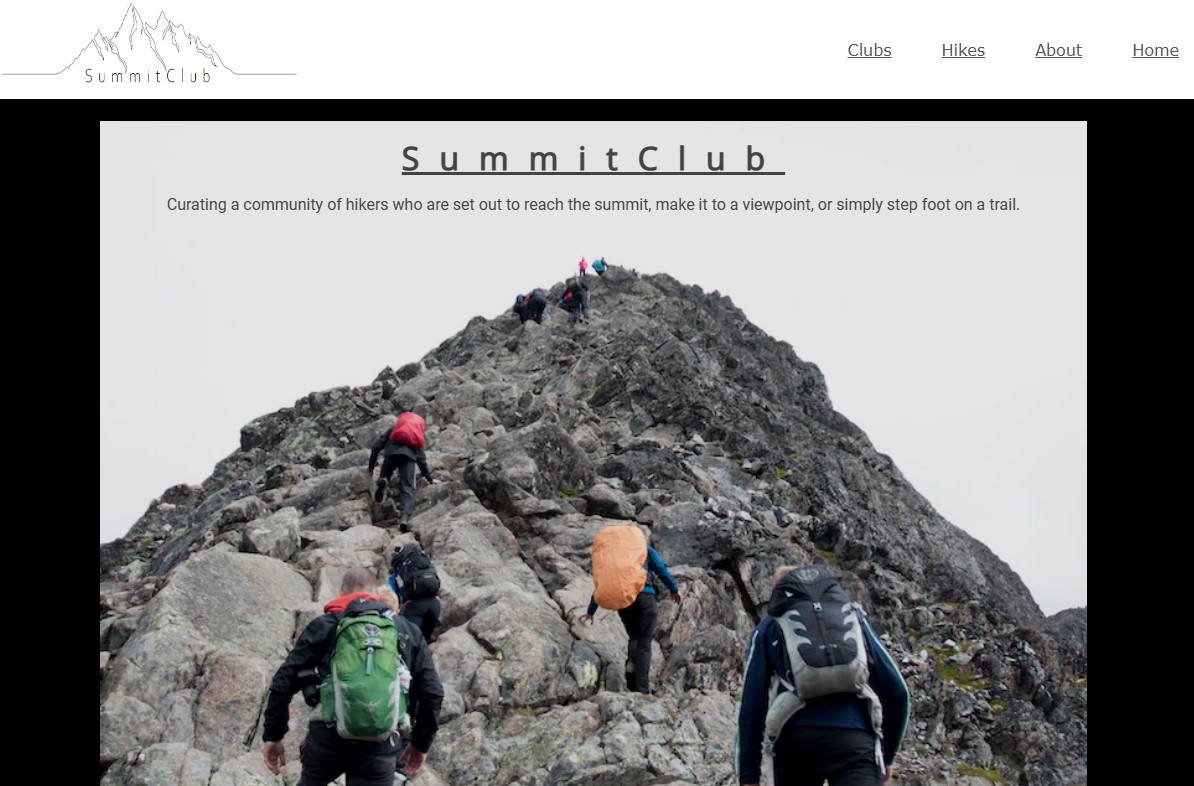 SummitClub
Clubs Hikes About Home
SummitClub
Curating a community of hikers who are set out to reach the summit, make it to a viewpoint, or simply step foot on a trail.